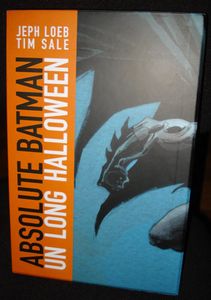 JEPH LOEB
TIM SALE
ABSOLUTE BATMAN
UN LONG HALLOWEEN